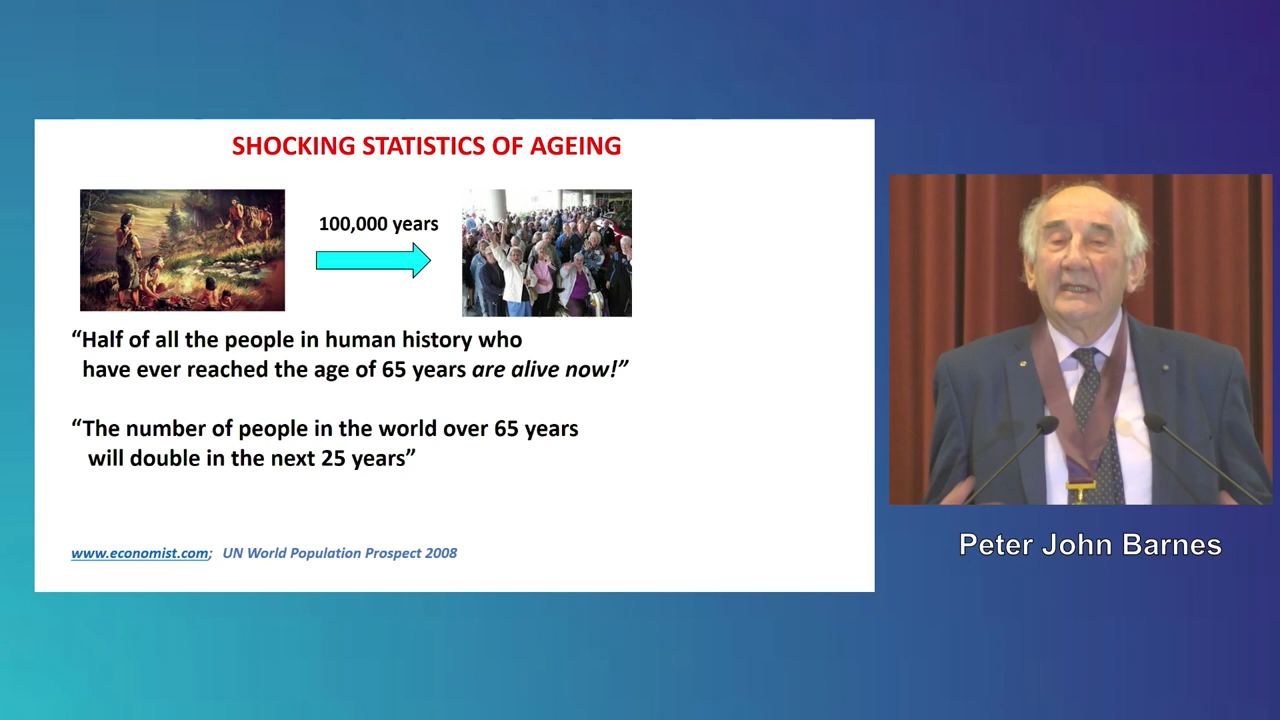 SHOCKING STATISTICS OF AGEING
100,000 years
“Half of all the people in human history who
have ever reached the age of 65 years are alive now!”
“The number of people in the world over 65 years
will double in the next 25 years”
www.economist.com; UN World Population Prospect 2008
Peter John Barnes